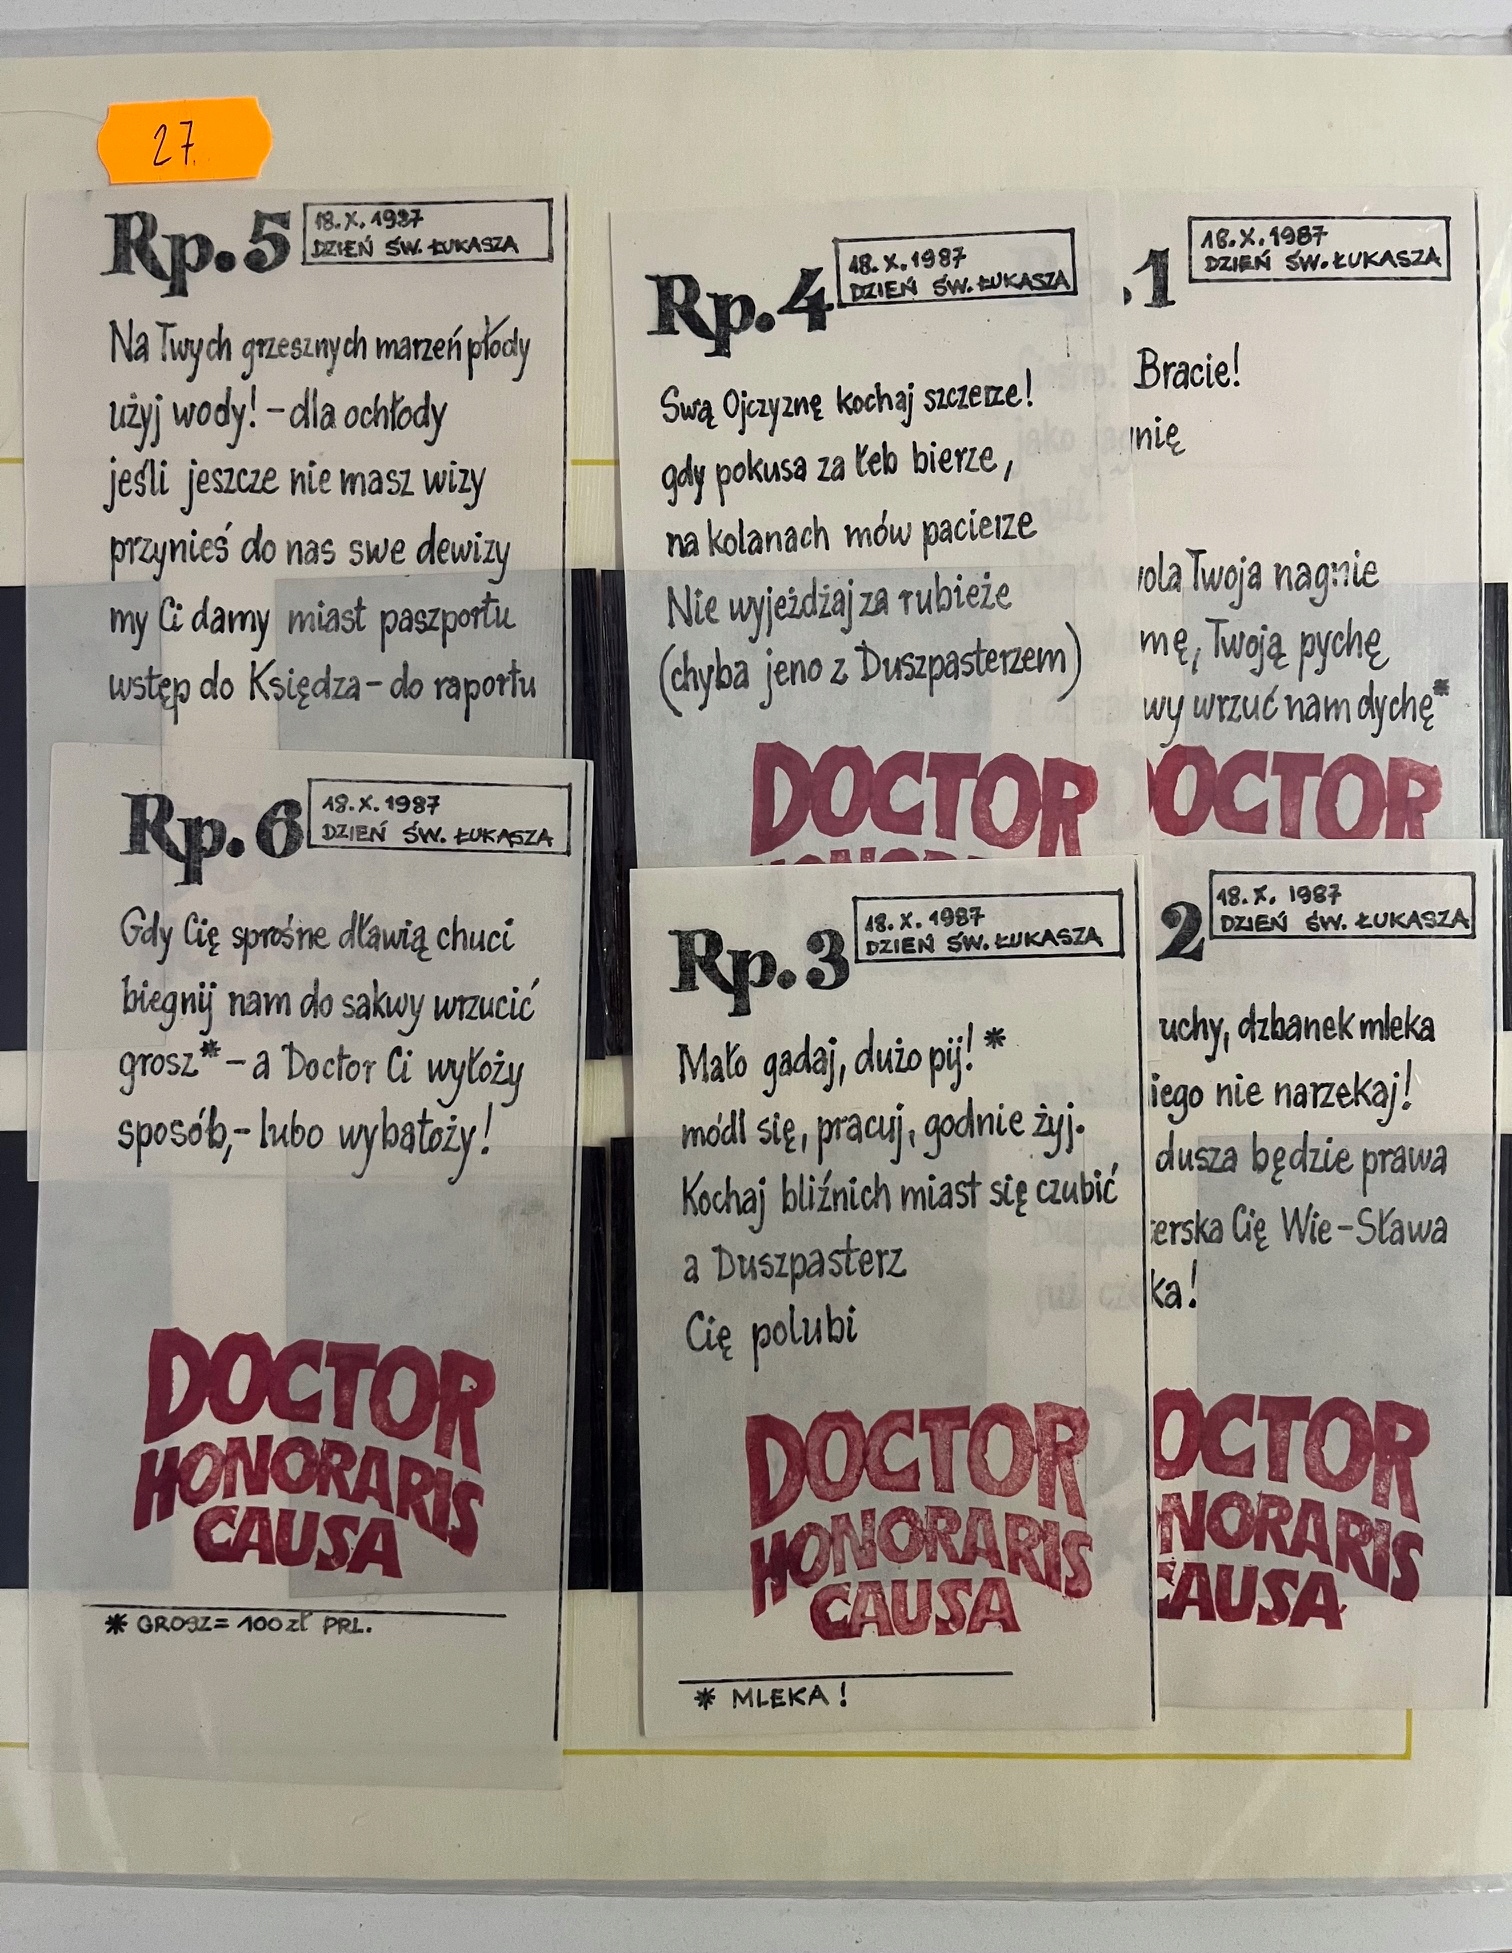 27.
Rp.5
18.X.1987
DZIEŃ ŚW. ŁUKASZA
Na Twych grzesznych marzeń płody
użyj wody! – dla ochłody
jeśli jeszcze nie masz wizy
przynieś do nas swe dewizy
my Ci damy miast paszportu
wstęp do Księdza – do raportu
Rp.6
18.X.1987
DZIEŃ ŚW. ŁUKASZA
Gdy Cię sprośne dławią chuci
biegnij nam do sakwy wrzucić
grosz* – a Doctor Ci wyłoży
sposób, – lubo wybatoży!
DOCTOR
HONORARIS
CAUSA
* GROSZ = 100 zł PRL.
Rp.4
18.X.1987
DZIEŃ ŚW. ŁUKASZA
Swą Ojczyznę kochaj szczerze!
gdy pokusa za łeb bierze,
na kolanach mów pacierze
Nie wyjeżdżaj za rubieże
(chyba jeno z Duszpasterzem)
DOCTOR
Rp.3
18.X.1987
DZIEŃ ŚW. ŁUKASZA
Mało gadaj, dużo pij! *
módl się, pracuj, godnie żyj.
Kochaj bliźnich miast się czubić
a Duszpasterz
Cię polubi
DOCTOR
HONORARIS
CAUSA
* MLEKA!
.1
18.X.1987
DZIEŃ ŚW. ŁUKASZA
Bracie!
nię
ola Twoja nagnie
mę, Twoją pychę
wy wrzuć nam dychę*
OCTOR
2
18.X.1987
DZIEŃ ŚW. ŁUKASZA
uchy, dzbanek mleka
iego nie narzekaj!
dusza będzie prawa
erska Cię Wie-Sława
ka!
OCTOR
NORARIS
CAUSA